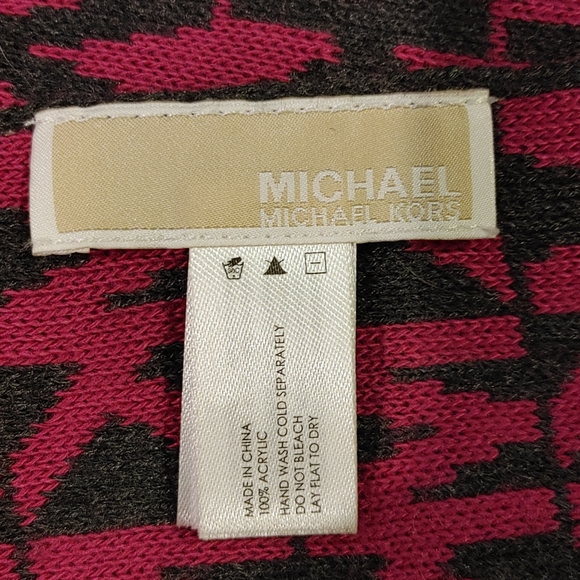 MICHAEL
MICHAEL KORS
MADE IN CHINA
100% ACRYLIC
HAND WASH COLD SEPARATELY
DO NOT BLEACH
LAY FLAT TO DRY